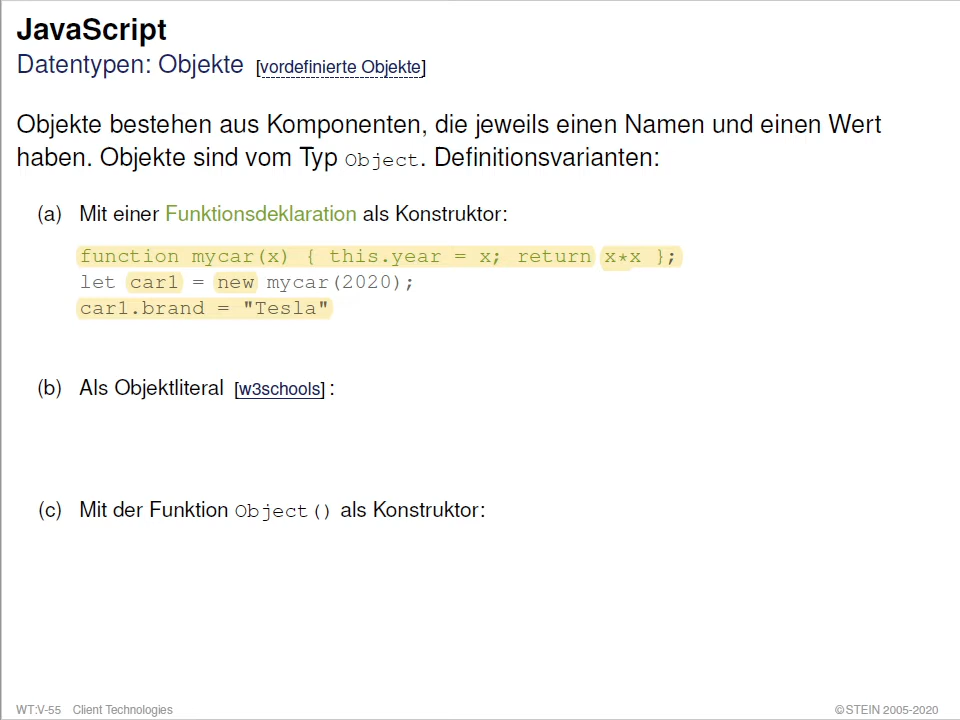 JavaScript
Datentypen: Objekte [vordefinierte Objekte]
Objekte bestehen aus Komponenten, die jeweils einen Namen und einen Wert
haben. Objekte sind vom Typ Object. Definitionsvarianten:
(a) Mit einer Funktionsdeklaration als Konstruktor:
function mycar(x) { this.year = x; return x*x };
let car1 = new mycar(2020);
car1.brand = "Tesla"
(b) Als Objektliteral [w3schools] :
(c) Mit der Funktion Object() als Konstruktor:
WT:V-55 Client Technologies ©STEIN 2005-2020